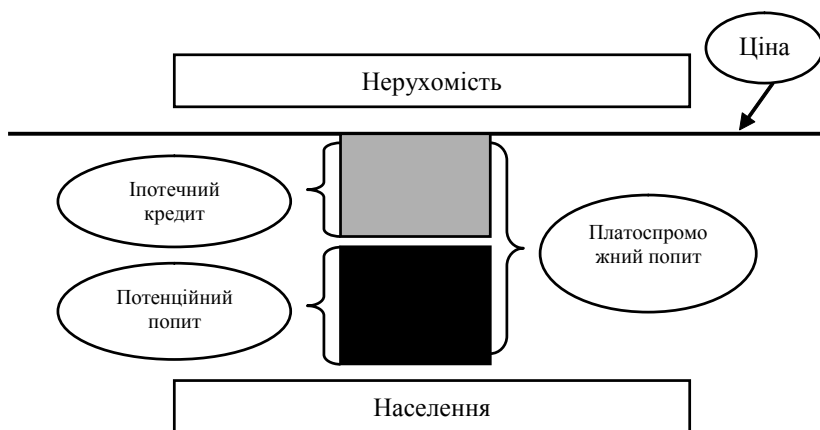 Ціна
Нерухомість
Іпотечний
кредит
Платоспромо
жний попит
Потенційний
попит
Населення